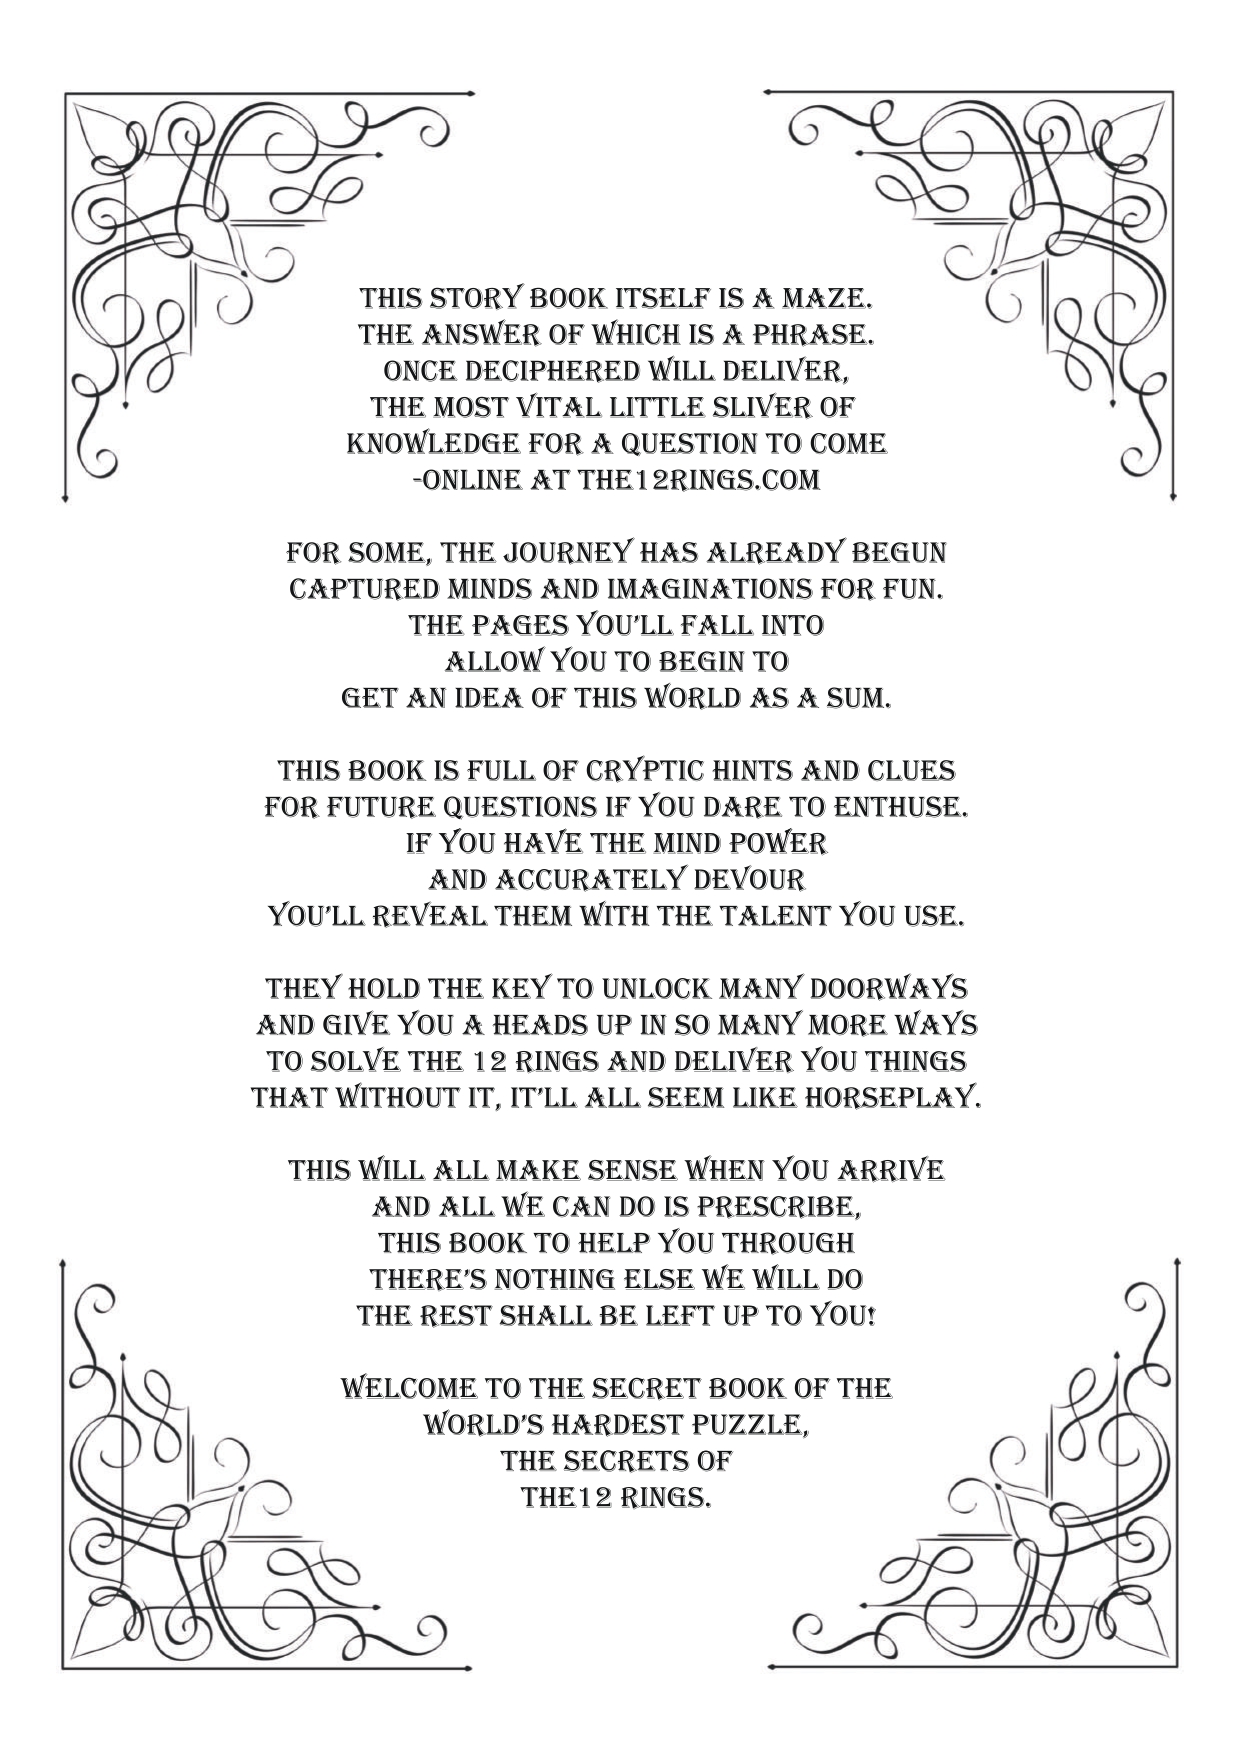 THIS STORY BOOK ITSELF IS A MAZE.
THE ANSWER OF WHICH IS A PHRASE.
ONCE DECIPHERED WILL DELIVER,
THE MOST VITAL LITTLE SLIVER OF
KNOWLEDGE FOR A QUESTION TO COME
-ONLINE AT THE12RINGS.COM
FOR SOME, THE JOURNEY HAS ALREADY BEGUN
CAPTURED MINDS AND IMAGINATIONS FOR FUN.
THE PAGES YOU'LL FALL INTO
ALLOW YOU TO BEGIN TO
GET AN IDEA OF THIS WORLD AS A SUM.
THIS BOOK IS FULL OF CRYPTIC HINTS AND CLUES
FOR FUTURE QUESTIONS IF YOU DARE TO ENTHUSE.
IF YOU HAVE THE MIND POWER
AND ACCURATELY DEVOUR
YOU'LL REVEAL THEM WITH THE TALENT YOU USE.
THEY HOLD THE KEY TO UNLOCK MANY DOORWAYS
AND GIVE YOU A HEADS UP IN SO MANY MORE WAYS
TO SOLVE THE 12 RINGS AND DELIVER YOU THINGS
THAT WITHOUT IT, IT'LL ALL SEEM LIKE HORSEPLAY.
THIS WILL ALL MAKE SENSE WHEN YOU ARRIVE
AND ALL WE CAN DO IS PRESCRIBE,
THIS BOOK TO HELP YOU THROUGH
THERE'S NOTHING ELSE WE WILL DO
THE REST SHALL BE LEFT UP TO YOU!
WELCOME TO THE SECRET BOOK OF THE
WORLD'S HARDEST PUZZLE,
THE SECRETS OF
THE12 RINGS.